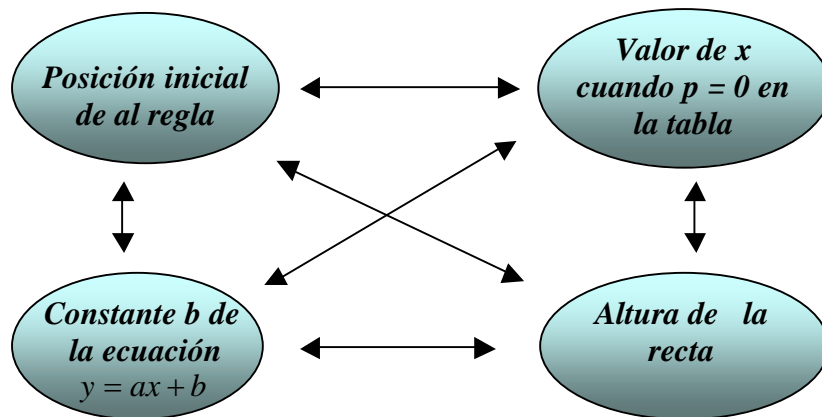 Posición inicial
de al regla
Valor de x
cuando p = 0 en
la tabla
Constante b de
la ecuación
y = ax + b
Altura de la
recta